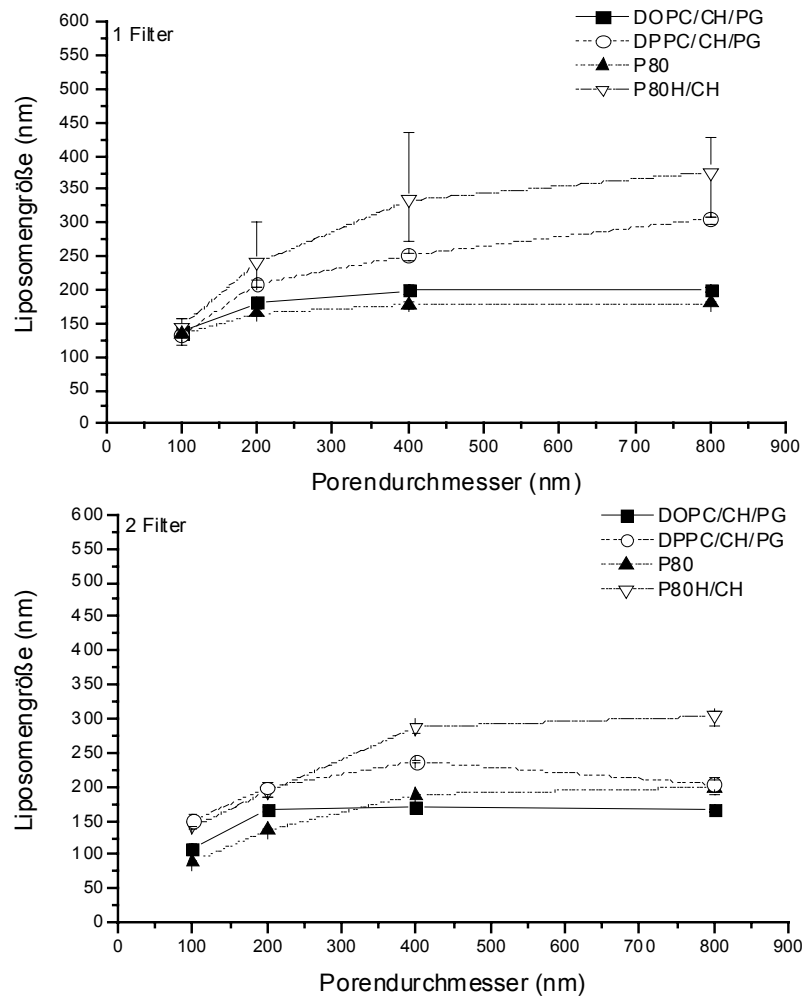 1 Filter
DOPC/CH/PG
DPPC/CH/PG
P80
P80H/CH
600
550
500
450
400
350
300
250
200
150
100
50
0
Liposomengröße (nm)
0 100 200 300 400 500 600 700 800 900
Porendurchmesser (nm)
2 Filter
DOPC/CH/PG
DPPC/CH/PG
P80
P80H/CH
600
550
500
450
400
350
300
250
200
150
100
50
0
Liposomengröße (nm)
0 100 200 300 400 500 600 700 800 900
Porendurchmesser (nm)